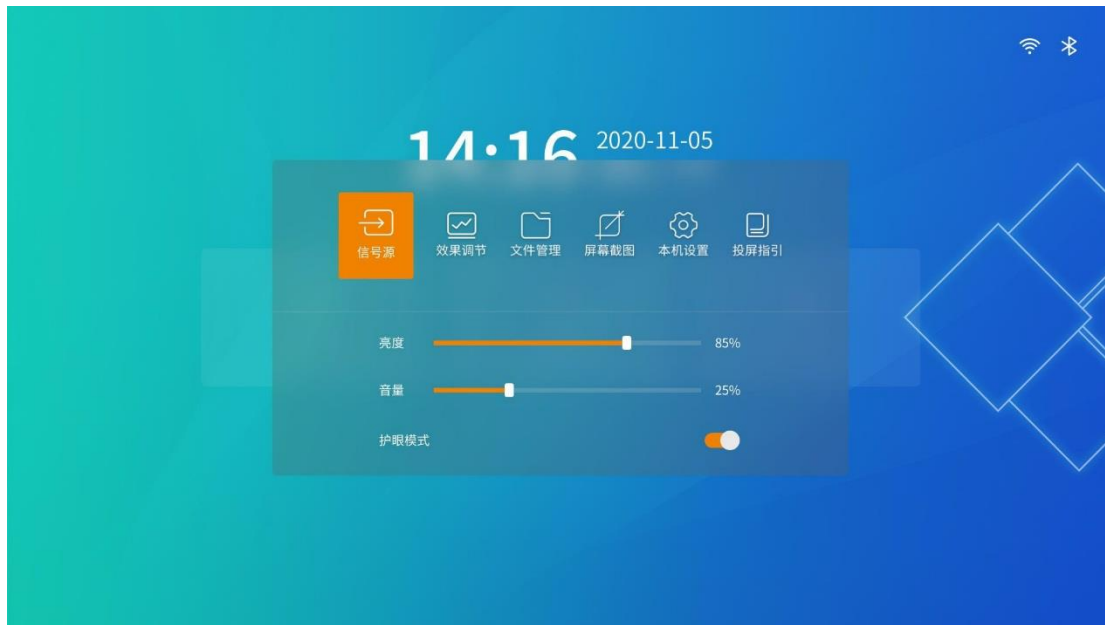 14:16 2020-11-05
信号源 效果调节 文件管理 屏幕截图 本机设置 投屏指引
亮度 85%
音量 25%
护眼模式